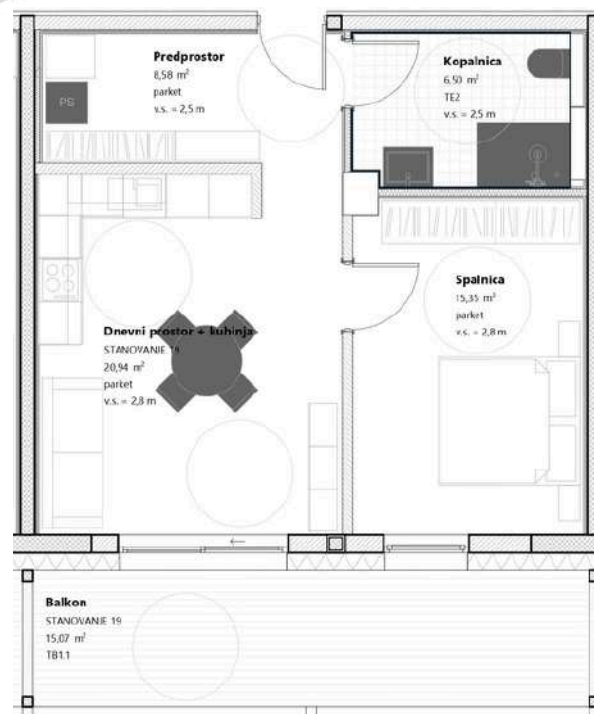 Predprostor
8,58 m²
parket
v.s. = 2,5 m
Kopalnica
6,50 m²
TE2
v.s. = 2,5 m
PS
Spalnica
15,35 m²
parket
v.s. = 2,8 m
Dnevni prostor + kuhinja
STANOVANJE
20,94 m²
parket
v.s. = 2,8 m
Balkon
STANOVANJE 19
15,07 m²
TB1.1